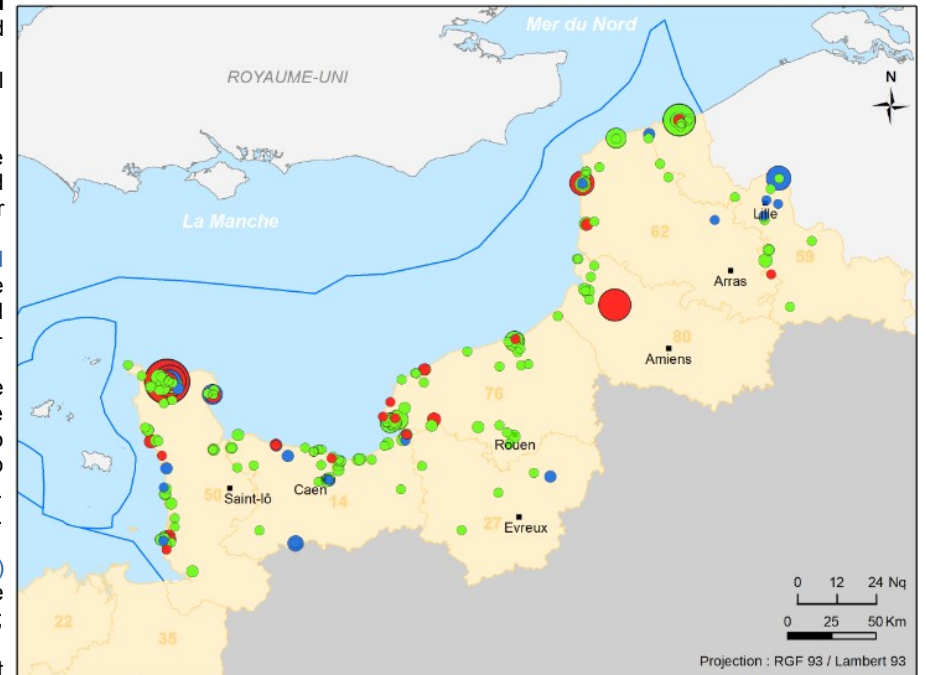 Mer du Nord
ROYAUME-UNI
N
La Manche
Lille
62
59
Arras
80
Amiens
76
Rouen
50
Saint-lô
Caen
14
27
Evreux
0 12 24 Nq
0 25 50 Km
22
35
Projection : RGF 93 / Lambert 93